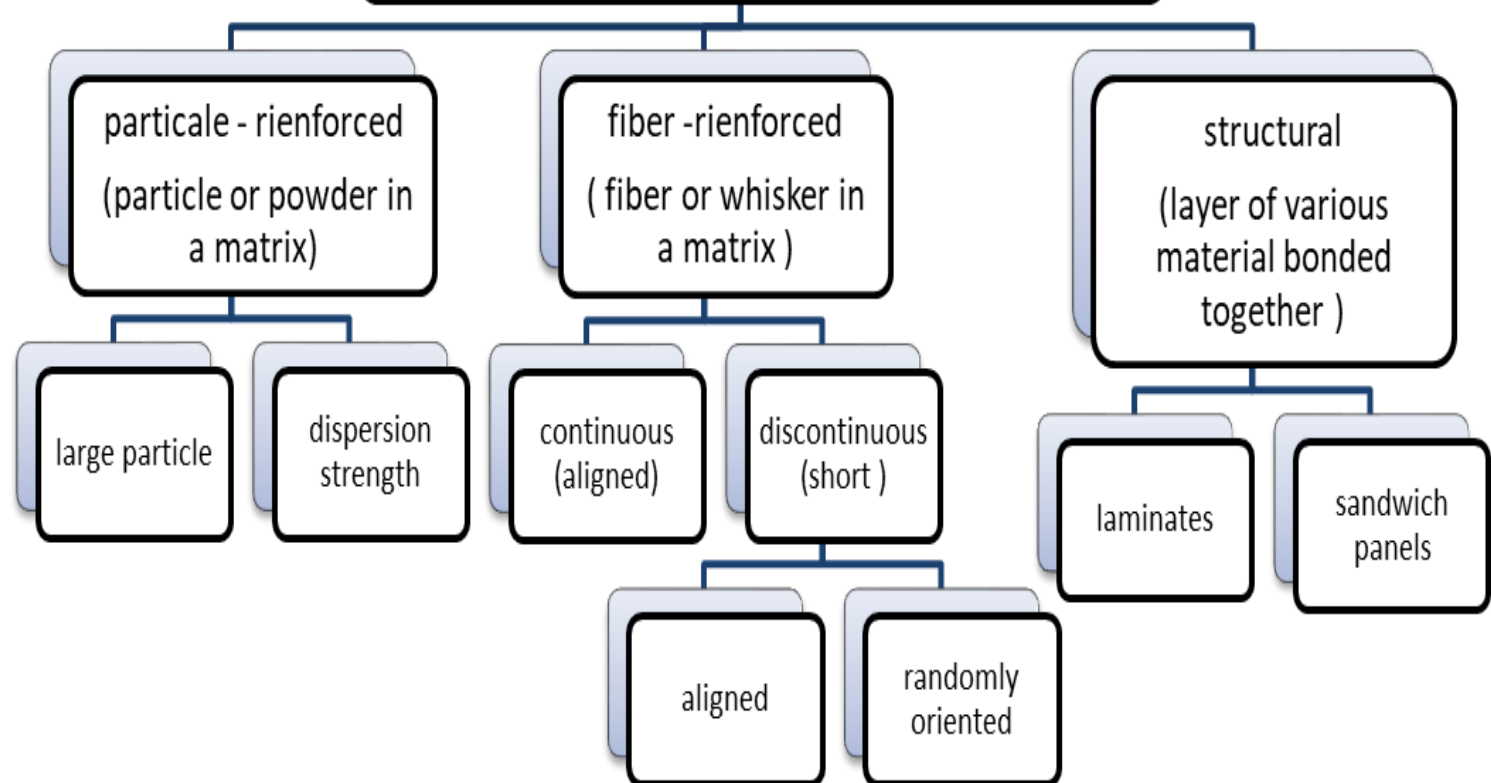 particale - rienforced
(particle or powder in
a matrix)
fiber -rienforced
( fiber or whisker in
a matrix )
structural
(layer of various
material bonded
together )
large particle
dispersion
strength
continuous
(aligned)
discontinuous
(short )
laminates
sandwich
panels
aligned
randomly
oriented